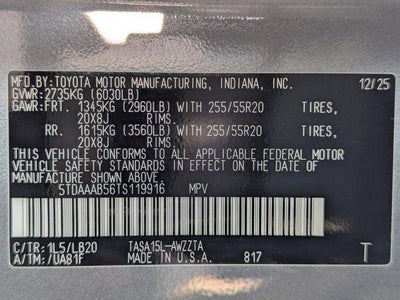 MFD.BY:TOYOTA MOTOR MANUFACTURING, INDIANA, INC. 12/25
GVWR:2735KG (6030LB)
GAWR:FRT. 1345KG (2960LB) WITH 255/55R20 TIRES,
20X8J RIMS.
RR. 1615KG (3560LB) WITH 255/55R20 TIRES,
20X8J RIMS.
THIS VEHICLE CONFORMS TO ALL APPLICABLE FEDERAL MOTOR
VEHICLE SAFETY STANDARDS IN EFFECT ON THE DATE
OF MANUFACTURE SHOWN ABOVE.
5TDAAAB56TS119916 MPV
C/TR:1L5/LB20 TASA15L-AWZZTA
A/TM:/UA81F MADE IN U.S.A. 817 T